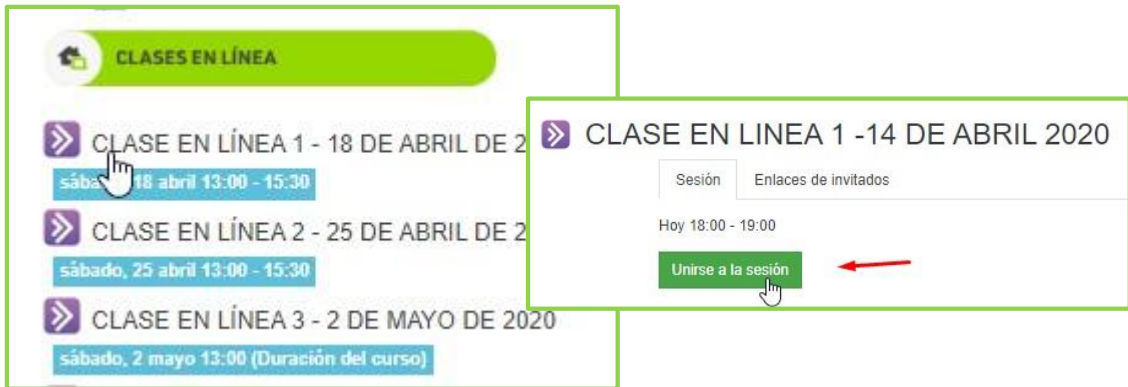 CLASES EN LÍNEA
CLASE EN LÍNEA 1 - 18 DE ABRIL DE 2
sábado, 18 abril 13:00 - 15:30
CLASE EN LÍNEA 2 - 25 DE ABRIL DE 2
sábado, 25 abril 13:00 - 15:30
CLASE EN LÍNEA 3 - 2 DE MAYO DE 2020
sábado, 2 mayo 13:00 (Duración del curso)
CLASE EN LINEA 1 -14 DE ABRIL 2020
Sesión Enlaces de invitados
Hoy 18:00 - 19:00
Unirse a la sesión